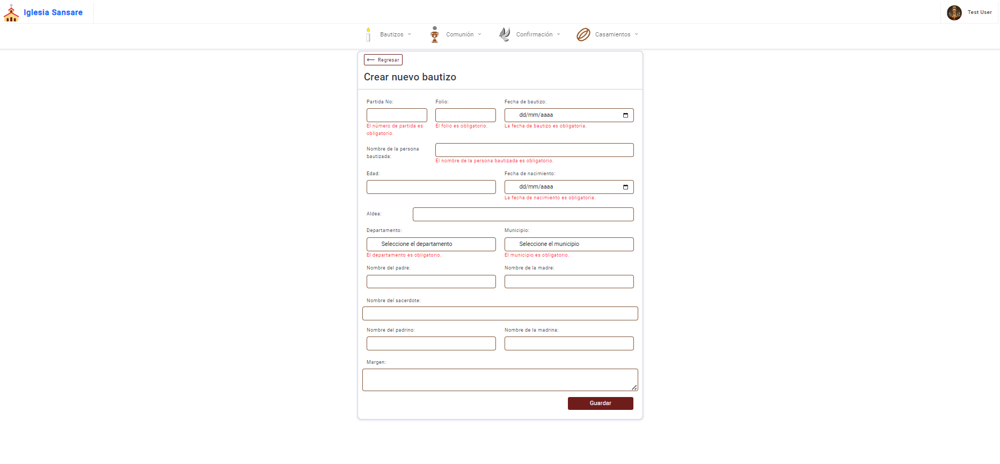 Iglesia Sansare
Test User
Bautizos
Comunión
Confirmación
Casamientos
Regresar
Crear nuevo bautizo
Partida No:
Folio:
Fecha de bautizo:
dd/mm/aaaa
El número de partida es
obligatorio.
El folio es obligatorio.
La fecha de bautizo es obligatoria.
Nombre de la persona
bautizada:
El nombre de la persona bautizada es obligatorio.
Edad:
Fecha de nacimiento:
dd/mm/aaaa
La fecha de nacimiento es obligatoria.
Aldea:
Departamento:
Municipio:
Seleccione el departamento
Seleccione el municipio
El departamento es obligatorio.
El municipio es obligatorio.
Nombre del padre:
Nombre de la madre:
Nombre del sacerdote:
Nombre del padrino:
Nombre de la madrina:
Margen:
Guardar